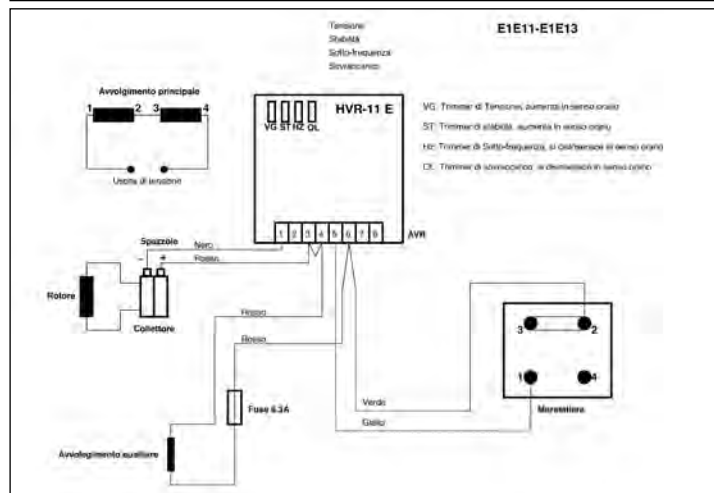 Tensione
Stabilità
Sotto-frequenza
Sovraccarico
E1E11-E1E13
Avvolgimento principale
1 2 3 4
Uscita di tensione
HVR-11 E
VG ST HZ OL
VG: Trimmer di Tensione, aumenta in senso orario
ST: Trimmer di stabilità, aumenta in senso orario
Hz: Trimmer di Sotto-frequenza, si diminuisce in senso orario
OL: Trimmer di sovraccarico, si diminuisce in senso orario
1 2 3 4 5 6 7 8
AVR
Spazzole
- +
Nero
Rosso
Rotore
Collettore
Rosso
Rosso
Fuse 6.3A
Verde
Giallo
3 2
1 4
Morsettiera